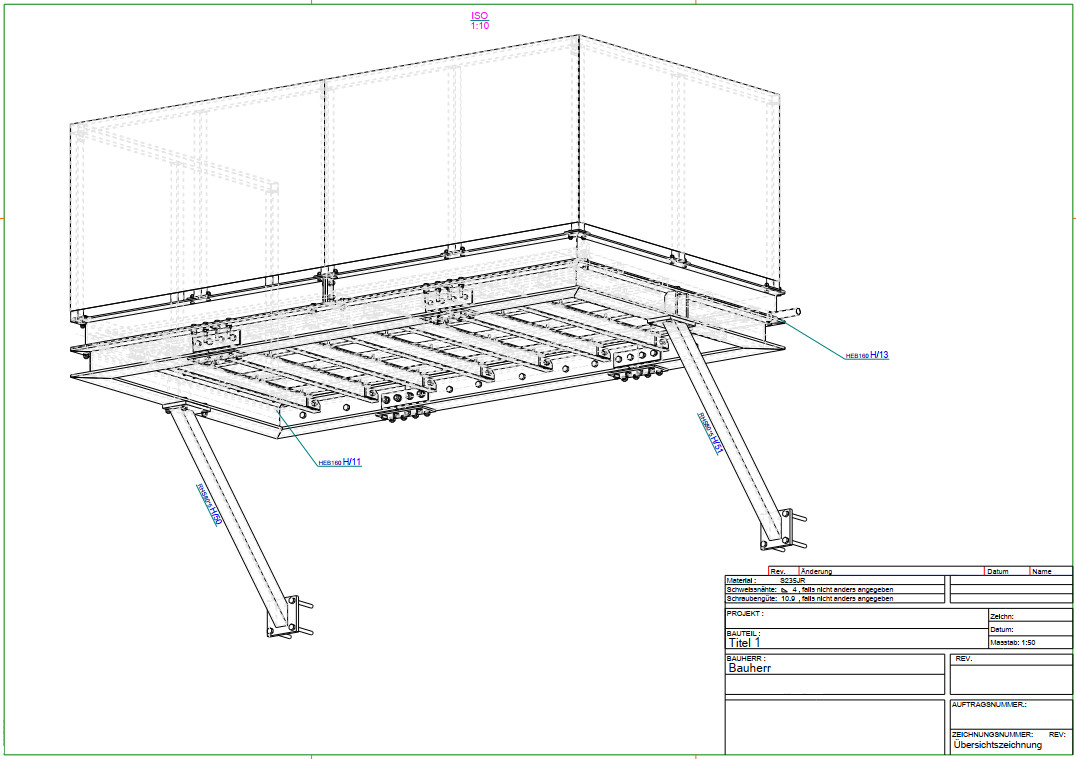 ISO
1:10
HEB160 H/13
HEB160 H/11
H/51
H/50
Rev. Änderung Datum Name
Material : S235JR
Schweissnähte: 4 , falls nicht anders angegeben
Schraubengüte: 10.9 , falls nicht anders angegeben
PROJEKT :
Zeichn:
Datum:
BAUTEIL :
Titel 1
Masstab: 1:50
BAUHERR :
Bauherr
REV.
AUFTRAGSNUMMER.:
ZEICHNUNGSNUMMER: REV:
Übersichtszeichnung